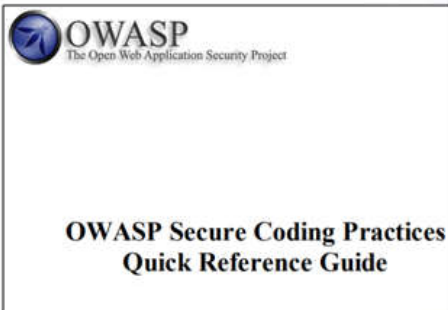 OWASP
The Open Web Application Security Project
OWASP Secure Coding Practices
Quick Reference Guide